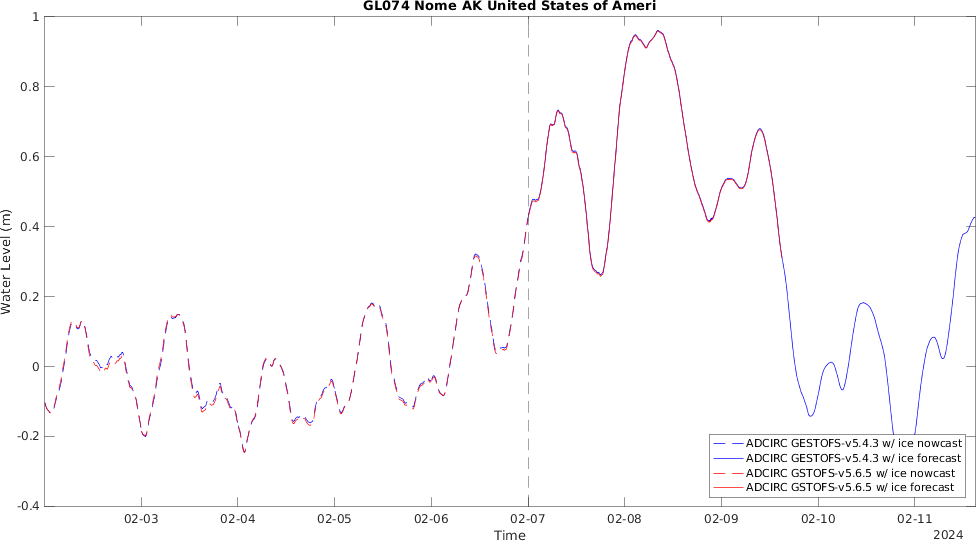 GL074 Nome AK United States of Ameri
1
0.8
0.6
0.4
0.2
0
-0.2
-0.4
Water Level (m)
ADCIRC GESTOFS-v5.4.3 w/ ice nowcast
ADCIRC GESTOFS-v5.4.3 w/ ice forecast
ADCIRC GSTOFS-v5.6.5 w/ ice nowcast
ADCIRC GSTOFS-v5.6.5 w/ ice forecast
02-03 02-04 02-05 02-06 02-07 02-08 02-09 02-10 02-11
Time
2024